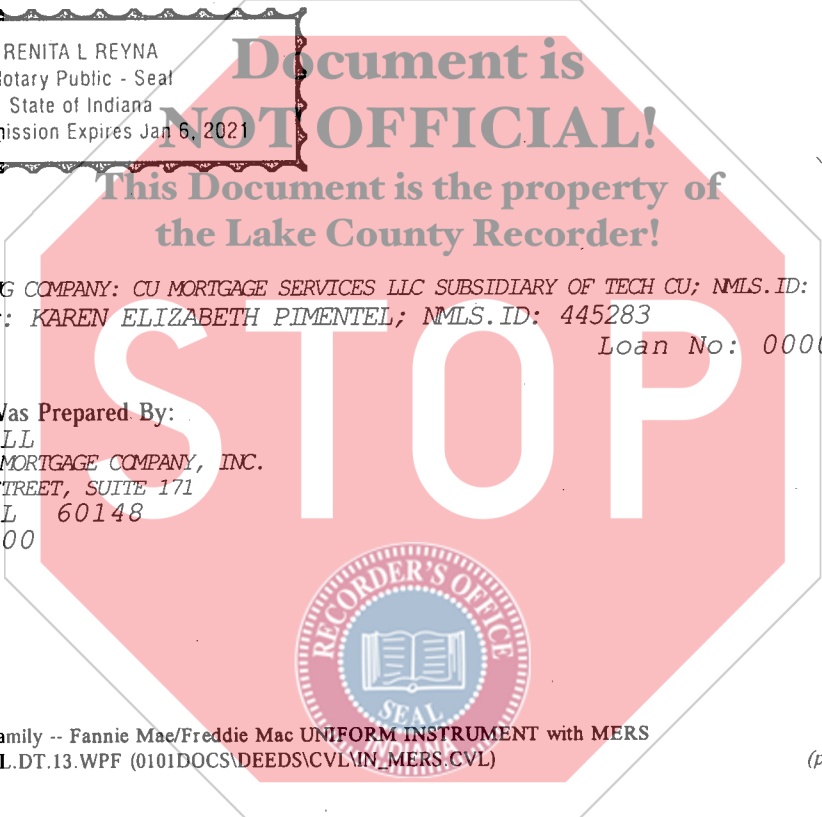 RENITA L REYNA
Notary Public - Seal
State of Indiana
mission Expires Jan 6, 2021
Document is
NOT OFFICIAL!
This Document is the property of
the Lake County Recorder!
G COMPANY: CU MORTGAGE SERVICES LLC SUBSIDIARY OF TECH CU; NMLS.ID:
: KAREN ELIZABETH PIMENTEL; NMLS.ID: 445283
Loan No: 0000
STOP
Was Prepared By:
LL
MORTGAGE COMPANY, INC.
TREET, SUITE 171
L 60148
00
RECORDER'S OFFICE
SEAL
INDIANA
amily -- Fannie Mae/Freddie Mac UNIFORM INSTRUMENT with MERS
L.DT.13.WPF (0101DOCS\DEEDS\CVL\IN_MERS.CVL)
(p